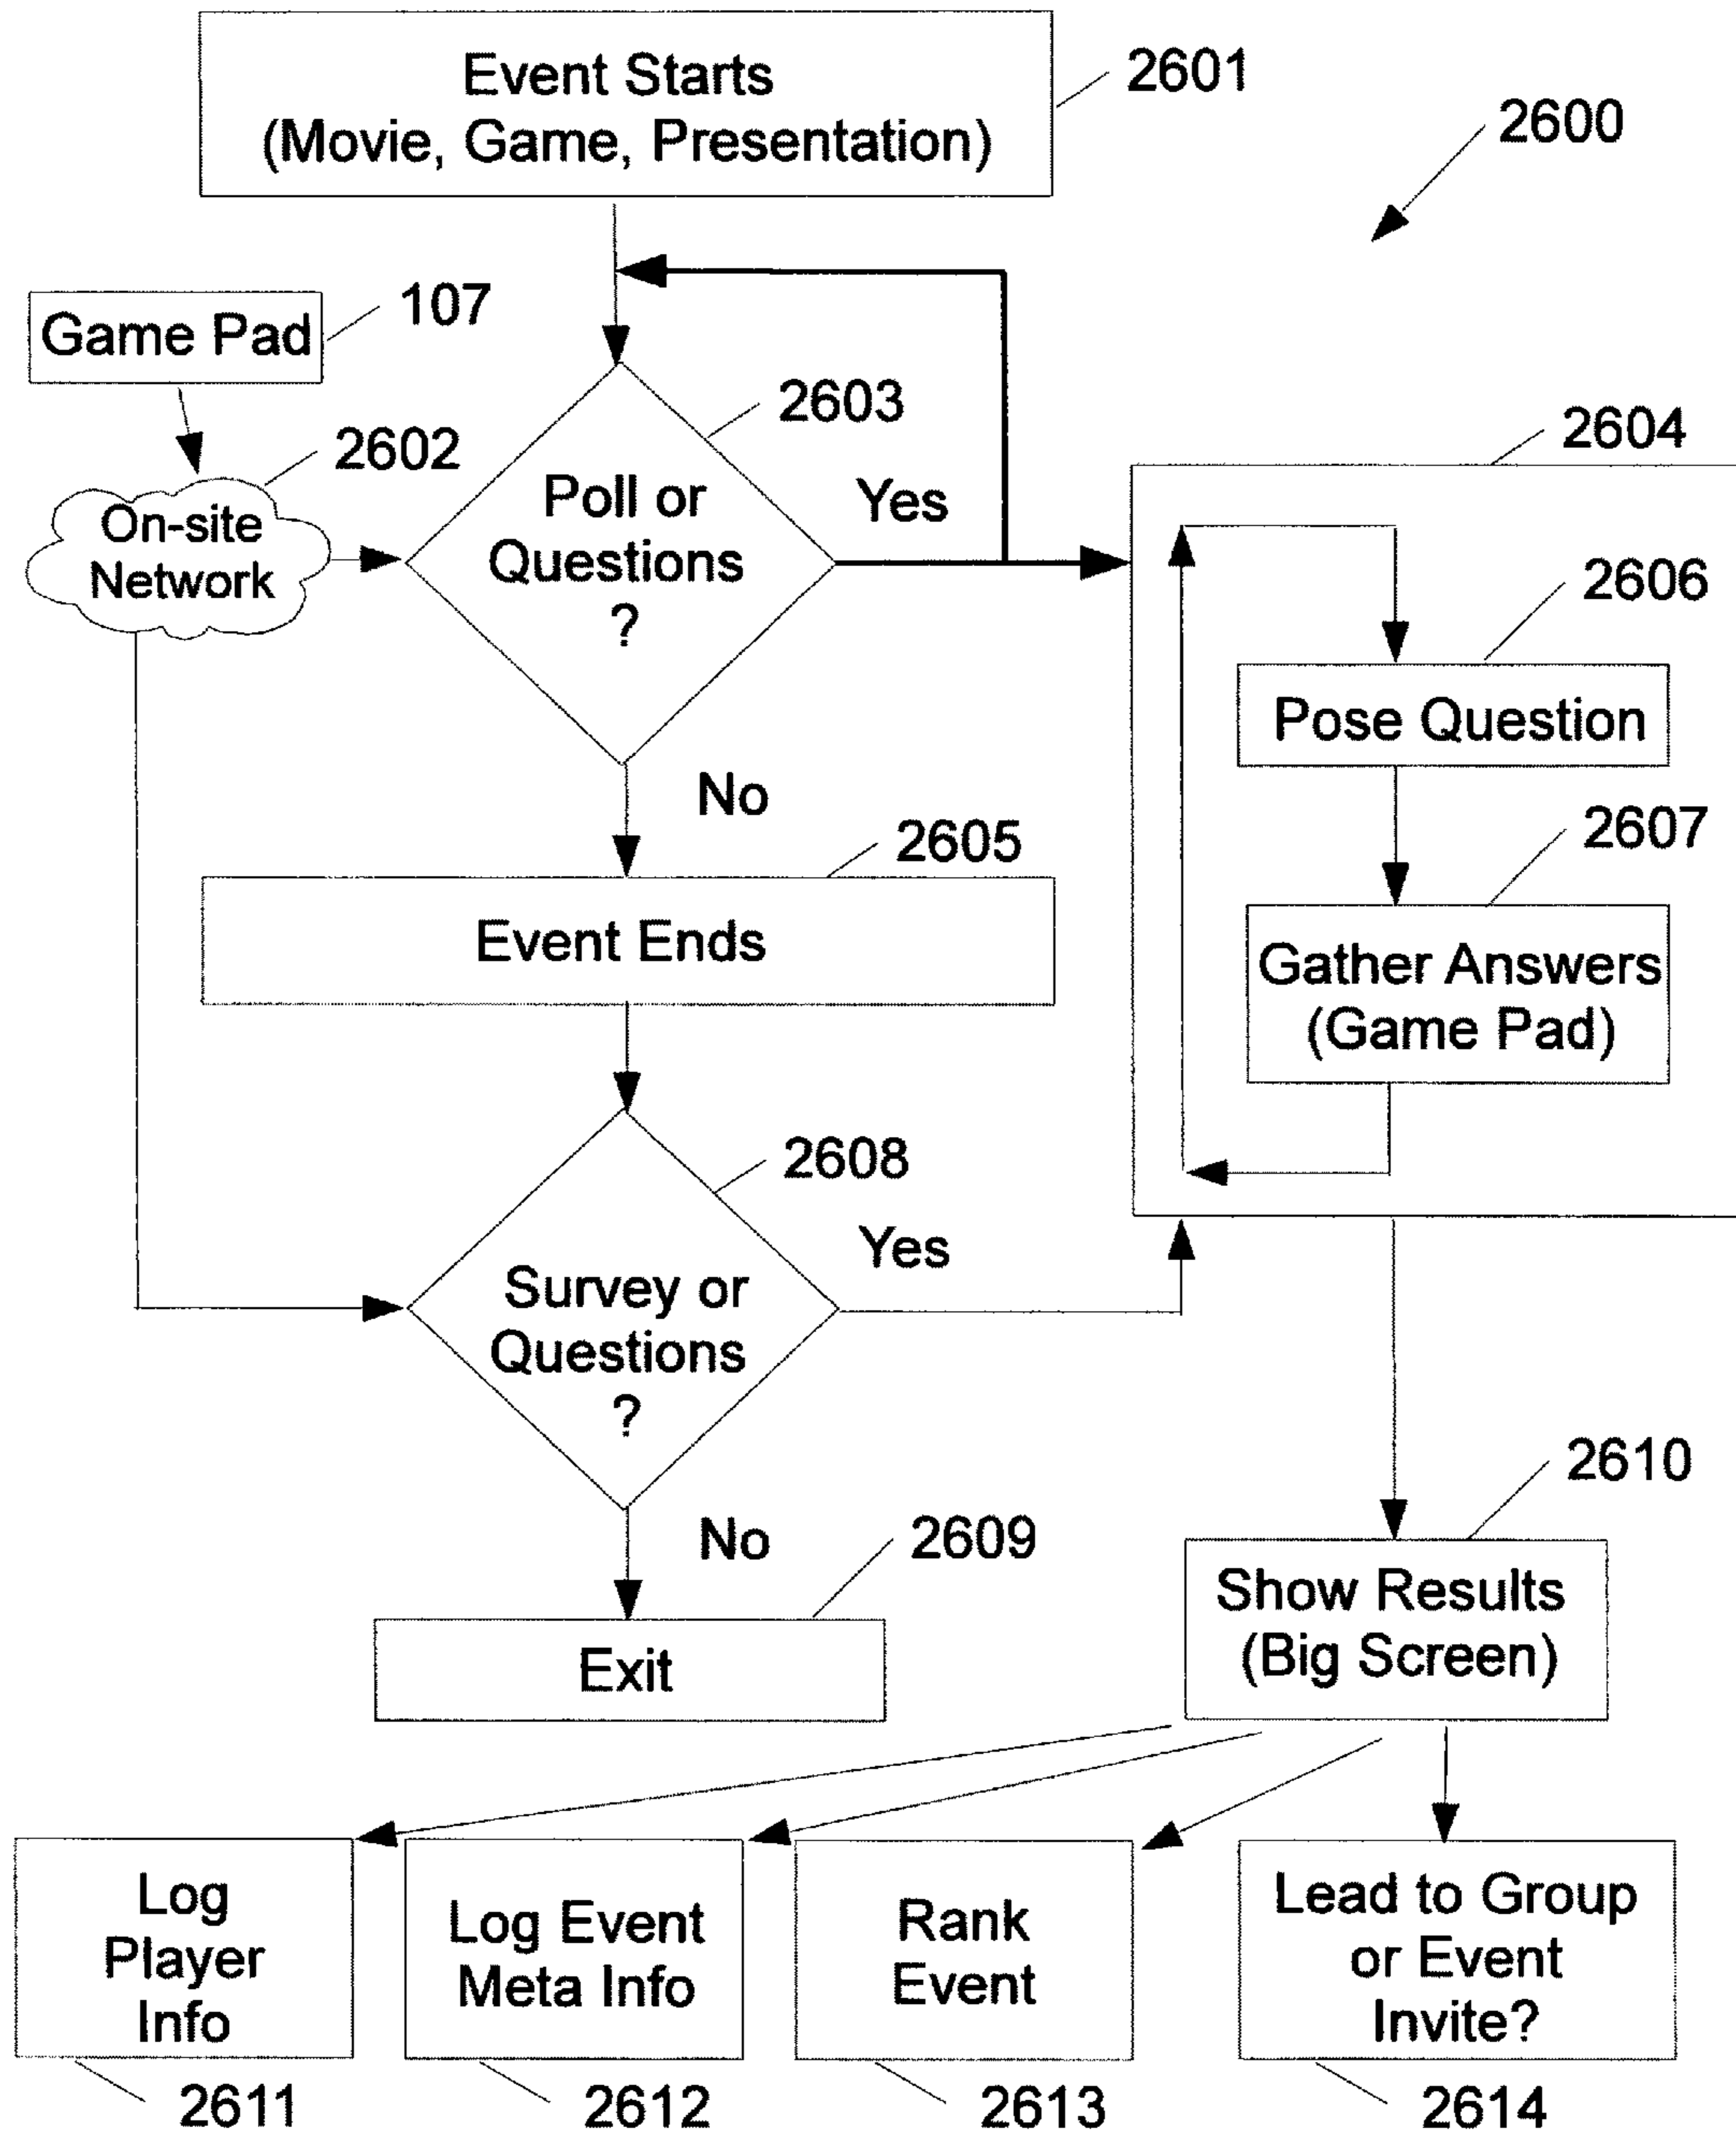 Event Starts
(Movie, Game, Presentation)
2601
2600
Game Pad
107
2603
2602
On-site
Network
Poll or
Questions
?
Yes
2604
2606
Pose Question
No
2605
2607
Event Ends
Gather Answers
(Game Pad)
2608
Yes
Survey or
Questions
?
2610
No
2609
Show Results
(Big Screen)
Exit
Log
Player
Info
Log Event
Meta Info
Rank
Event
Lead to Group
or Event
Invite?
2611
2612
2613
2614